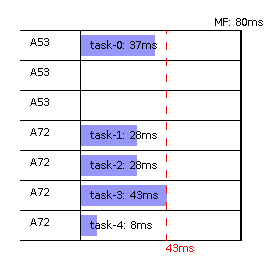 MF: 80ms
A53 task-0: 37ms
A53
A53
A72 task-1: 28ms
A72 task-2: 28ms
A72 task-3: 43ms
A72 task-4: 8ms
43ms